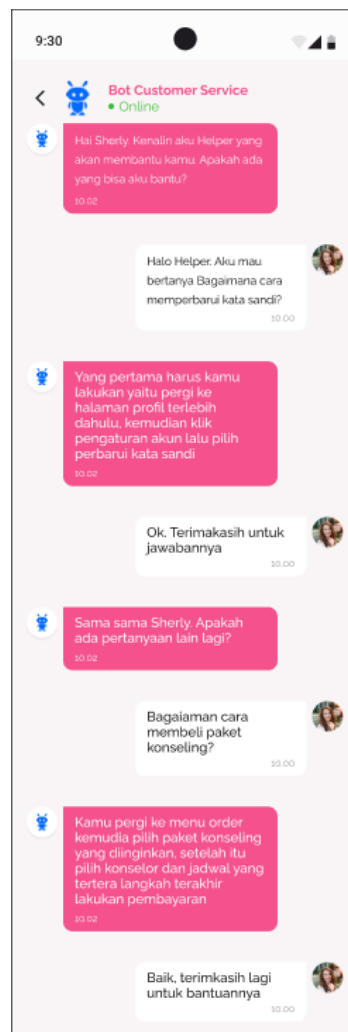 9:30
Bot Customer Service
Online
Hai Sherly. Kenalin aku Helper yang
akan membantu kamu. Apakah ada
yang bisa aku bantu?
10.02
Halo Helper. Aku mau
bertanya Bagaimana cara
memperbarui kata sandi?
10.00
Yang pertama harus kamu
lakukan yaitu pergi ke
halaman profil terlebih
dahulu, kemudian klik
pengaturan akun lalu pilih
perbarui kata sandi
10.02
Ok. Terimakasih untuk
jawabannya
10.00
Sama sama Sherly. Apakah
ada pertanyaan lain lagi?
10.02
Bagaiaman cara
membeli paket
konseling?
10.00
Kamu pergi ke menu order
kemudia pilih paket konseling
yang diinginkan, setelah itu
pilih konselor dan jadwal yang
tertera langkah terakhir
lakukan pembayaran
10.02
Baik, terimkasih lagi
untuk bantuannya
10.00